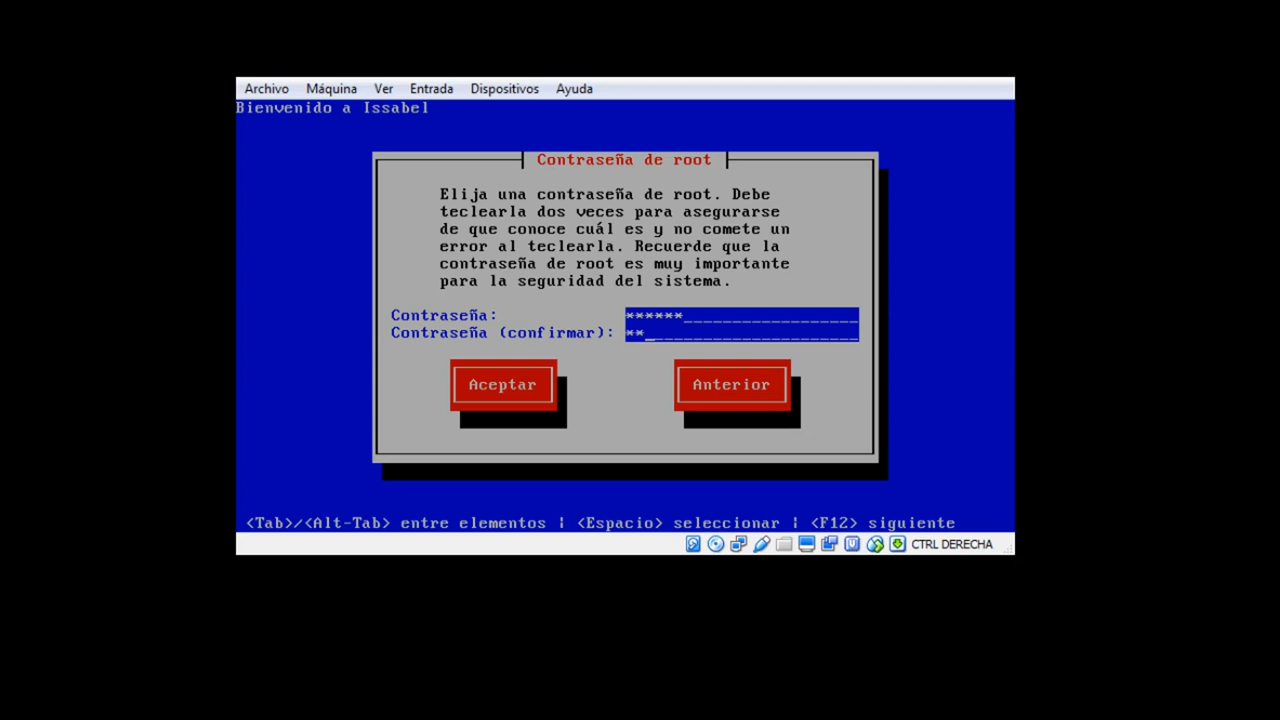 Archivo Máquina Ver Entrada Dispositivos Ayuda
Bienvenido a Issabel
Contraseña de root
Elija una contraseña de root. Debe
teclearla dos veces para asegurarse
de que conoce cuál es y no comete un
error al teclearla. Recuerde que la
contraseña de root es muy importante
para la seguridad del sistema.
Contraseña: ******__________________
Contraseña (confirmar): **______________________
Aceptar Anterior
<Tab>/<Alt-Tab> entre elementos ¦ <Espacio> seleccionar ¦ <F12> siguiente
CTRL DERECHA